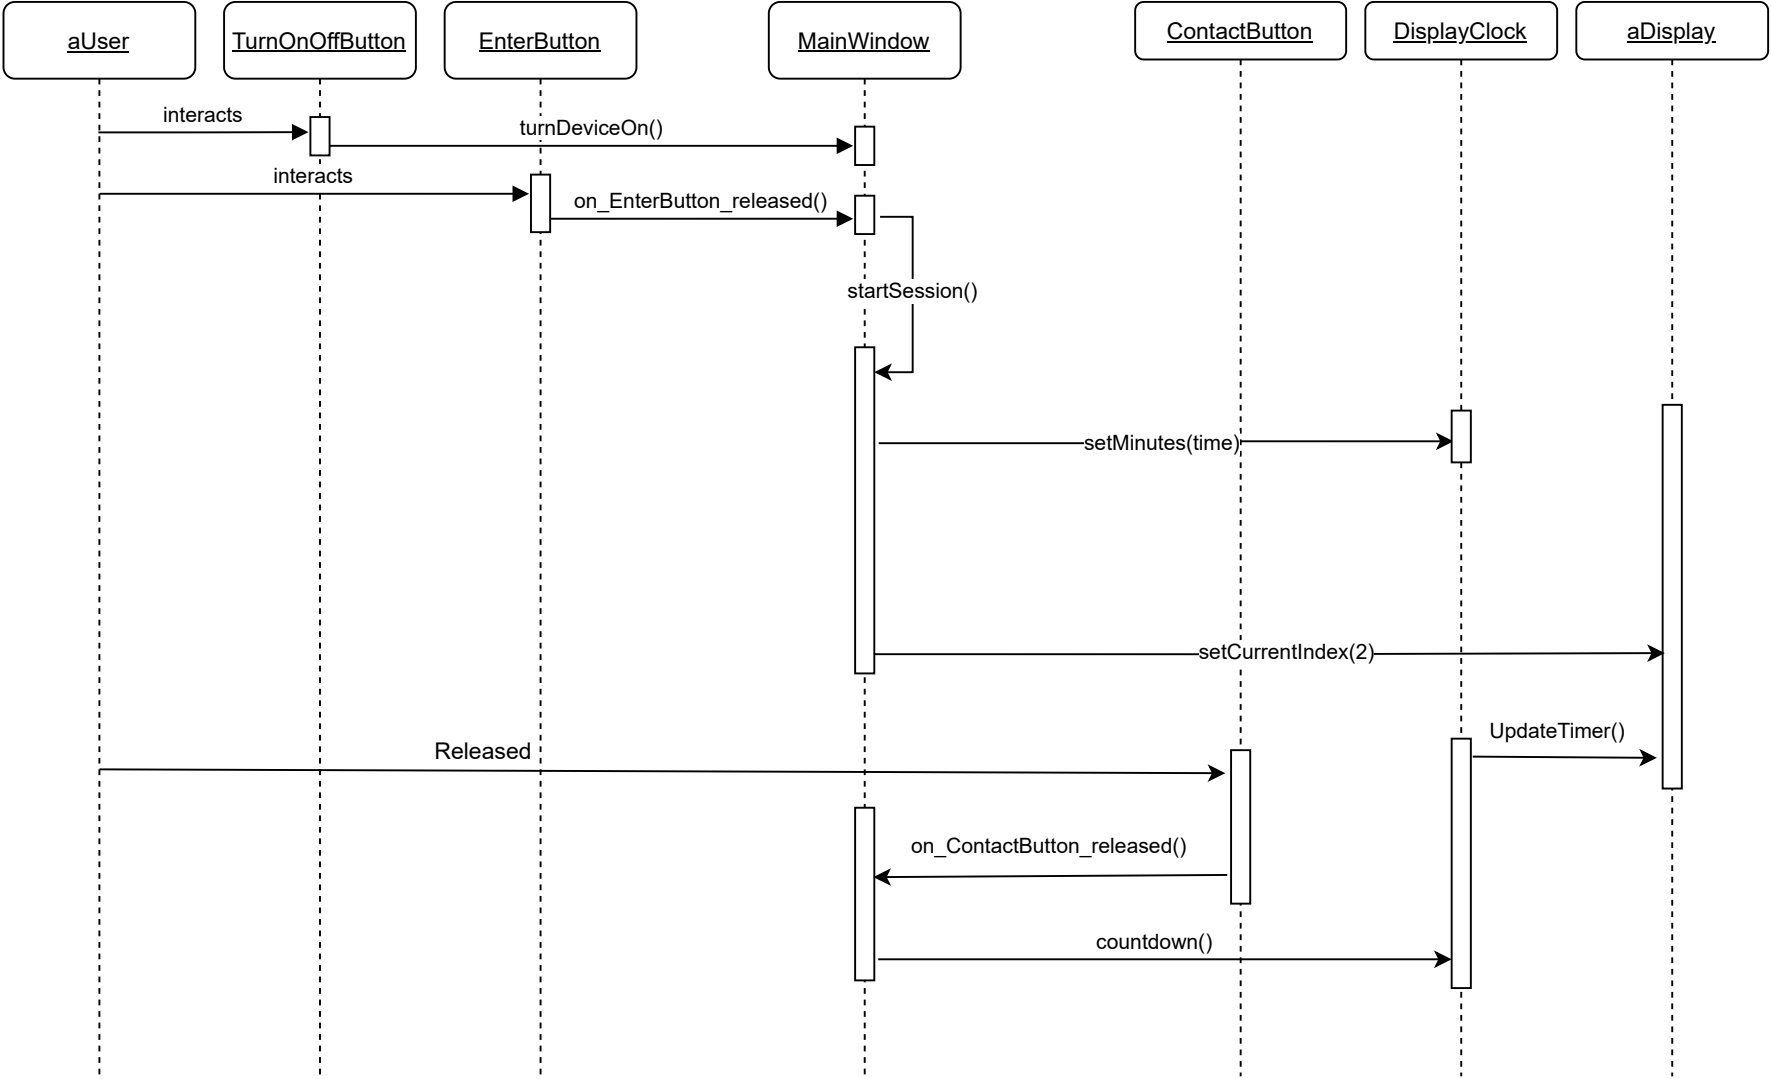 aUser
TurnOnOffButton
EnterButton
MainWindow
ContactButton
DisplayClock
aDisplay
interacts
turnDeviceOn()
interacts
on_EnterButton_released()
startSession()
setMinutes(time)
setCurrentIndex(2)
UpdateTimer()
Released
on_ContactButton_released()
countdown()